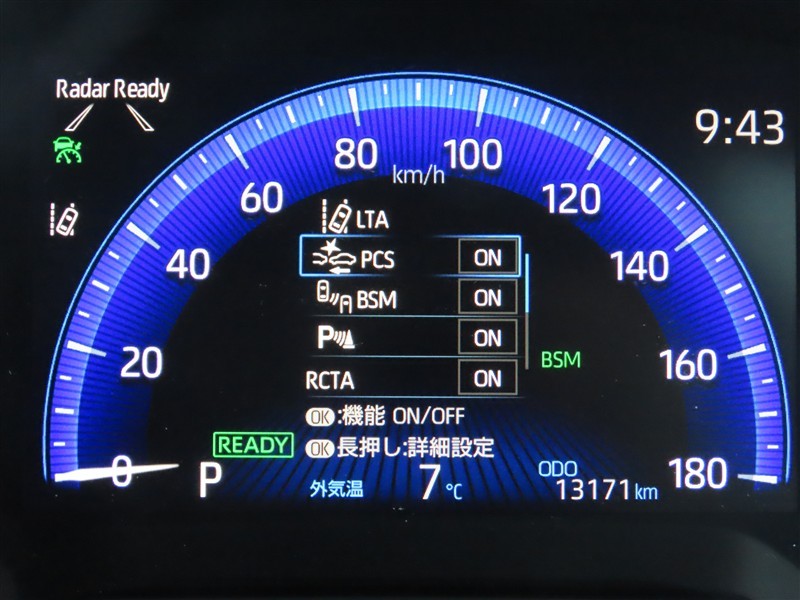 Radar Ready
9:43
0
20
40
60
80
100
120
140
160
180
km/h
LTA
PCS ON
BSM ON
P ON
RCTA ON
BSM
OK:機能 ON/OFF
OK長押し:詳細設定
READY
P
外気温 7 ℃
ODO
13171 km